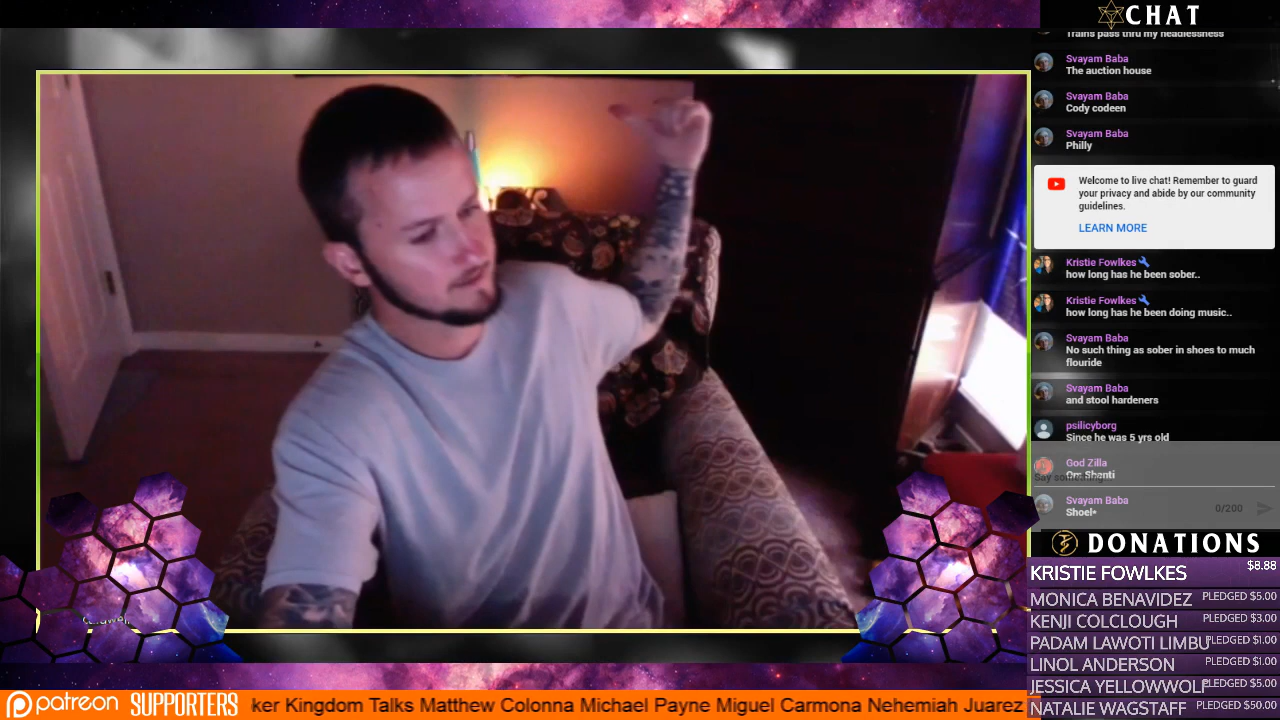 CHAT
Trains pass thru my headlessness
Svayam Baba
The auction house
Svayam Baba
Cody codeen
Svayam Baba
Philly
Welcome to live chat! Remember to guard
your privacy and abide by our community
guidelines.
LEARN MORE
Kristie Fowlkes
how long has he been sober..
Kristie Fowlkes
how long has he been doing music..
Svayam Baba
No such thing as sober in shoes to much
flouride
Svayam Baba
and stool hardeners
psilicyborg
Since he was 5 yrs old
God Zilla
Om Shanti
Say something...
Svayam Baba
Shoel*
0/200
DONATIONS
KRISTIE FOWLKES $8.88
MONICA BENAVIDEZ PLEDGED $5.00
KENJI COLCLOUGH PLEDGED $3.00
PADAM LAWOTI LIMBU PLEDGED $1.00
LINOL ANDERSON PLEDGED $1.00
JESSICA YELLOWWOLF PLEDGED $5.00
NATALIE WAGSTAFF PLEDGED $50.00
patreon SUPPORTERS ker Kingdom Talks Matthew Colonna Michael Payne Miguel Carmona Nehemiah Juarez